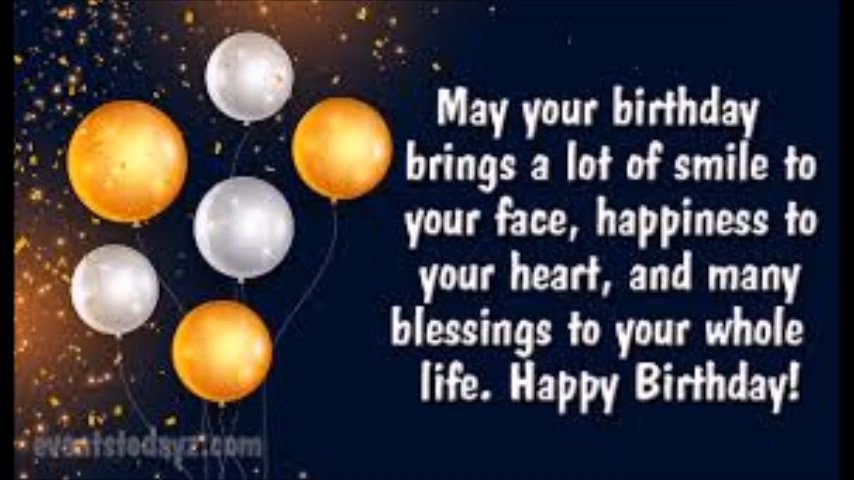 May your birthday
brings a lot of smile to
your face, happiness to
your heart, and many
blessings to your whole
life. Happy Birthday!
eventstodayz.com